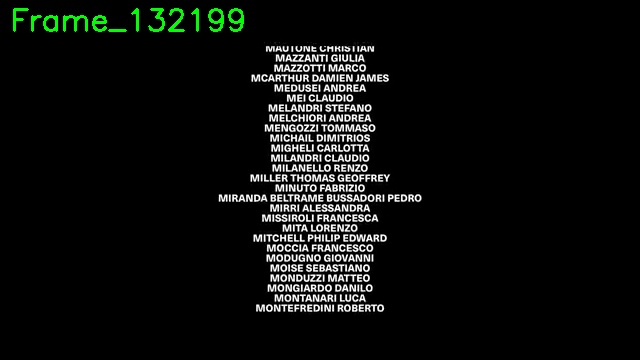 Frame_132199
MAUTONE CHRISTIAN
MAZZANTI GIULIA
MAZZOTTI MARCO
MCARTHUR DAMIEN JAMES
MEDUSEI ANDREA
MEI CLAUDIO
MELANDRI STEFANO
MELCHIORI ANDREA
MENGOZZI TOMMASO
MICHAIL DIMITRIOS
MIGHELI CARLOTTA
MILANDRI CLAUDIO
MILANELLO RENZO
MILLER THOMAS GEOFFREY
MINUTO FABRIZIO
MIRANDA BELTRAME BUSSADORI PEDRO
MIRRI ALESSANDRA
MISSIROLI FRANCESCA
MITA LORENZO
MITCHELL PHILIP EDWARD
MOCCIA FRANCESCO
MODUGNO GIOVANNI
MOISE SEBASTIANO
MONDUZZI MATTEO
MONGIARDO DANILO
MONTANARI LUCA
MONTEFREDINI ROBERTO